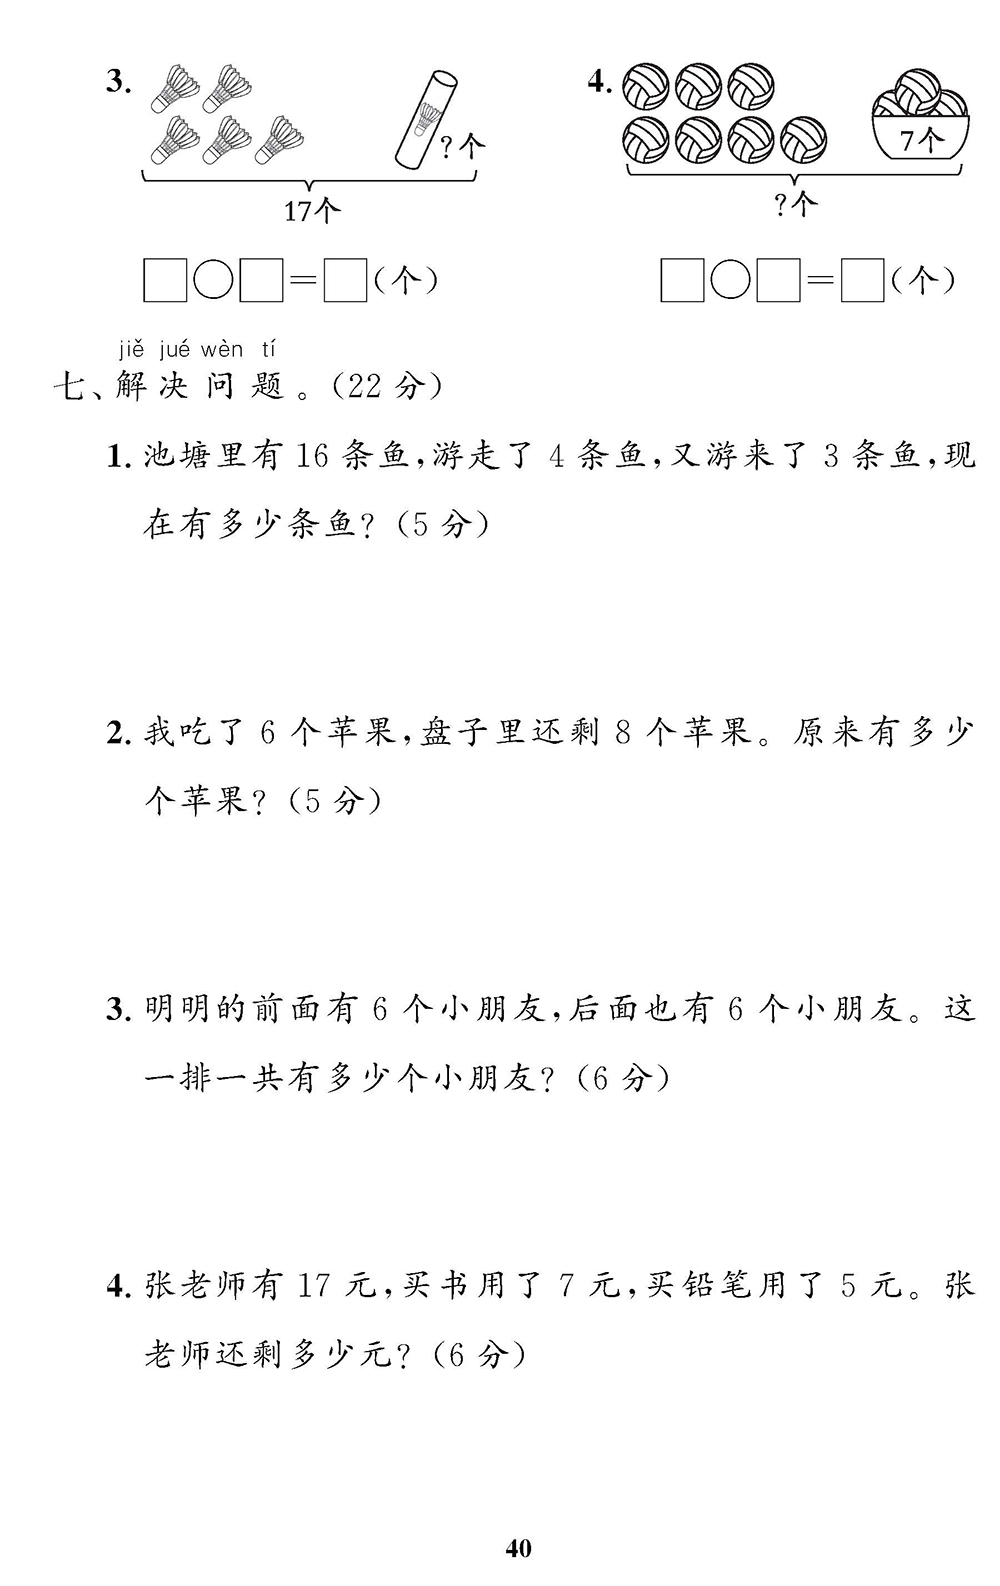 3.
?个
17个
□○□=□(个)
4.
7个
?个
□○□=□(个)
jiě jué wèn tí
七、解决问题。(22分)
1. 池塘里有16条鱼,游走了4条鱼,又游来了3条鱼,现
在有多少条鱼?(5分)
2. 我吃了6个苹果,盘子里还剩8个苹果。原来有多少
个苹果?(5分)
3. 明明的前面有6个小朋友,后面也有6个小朋友。这
一排一共有多少个小朋友?(6分)
4. 张老师有17元,买书用了7元,买铅笔用了5元。张
老师还剩多少元?(6分)
40